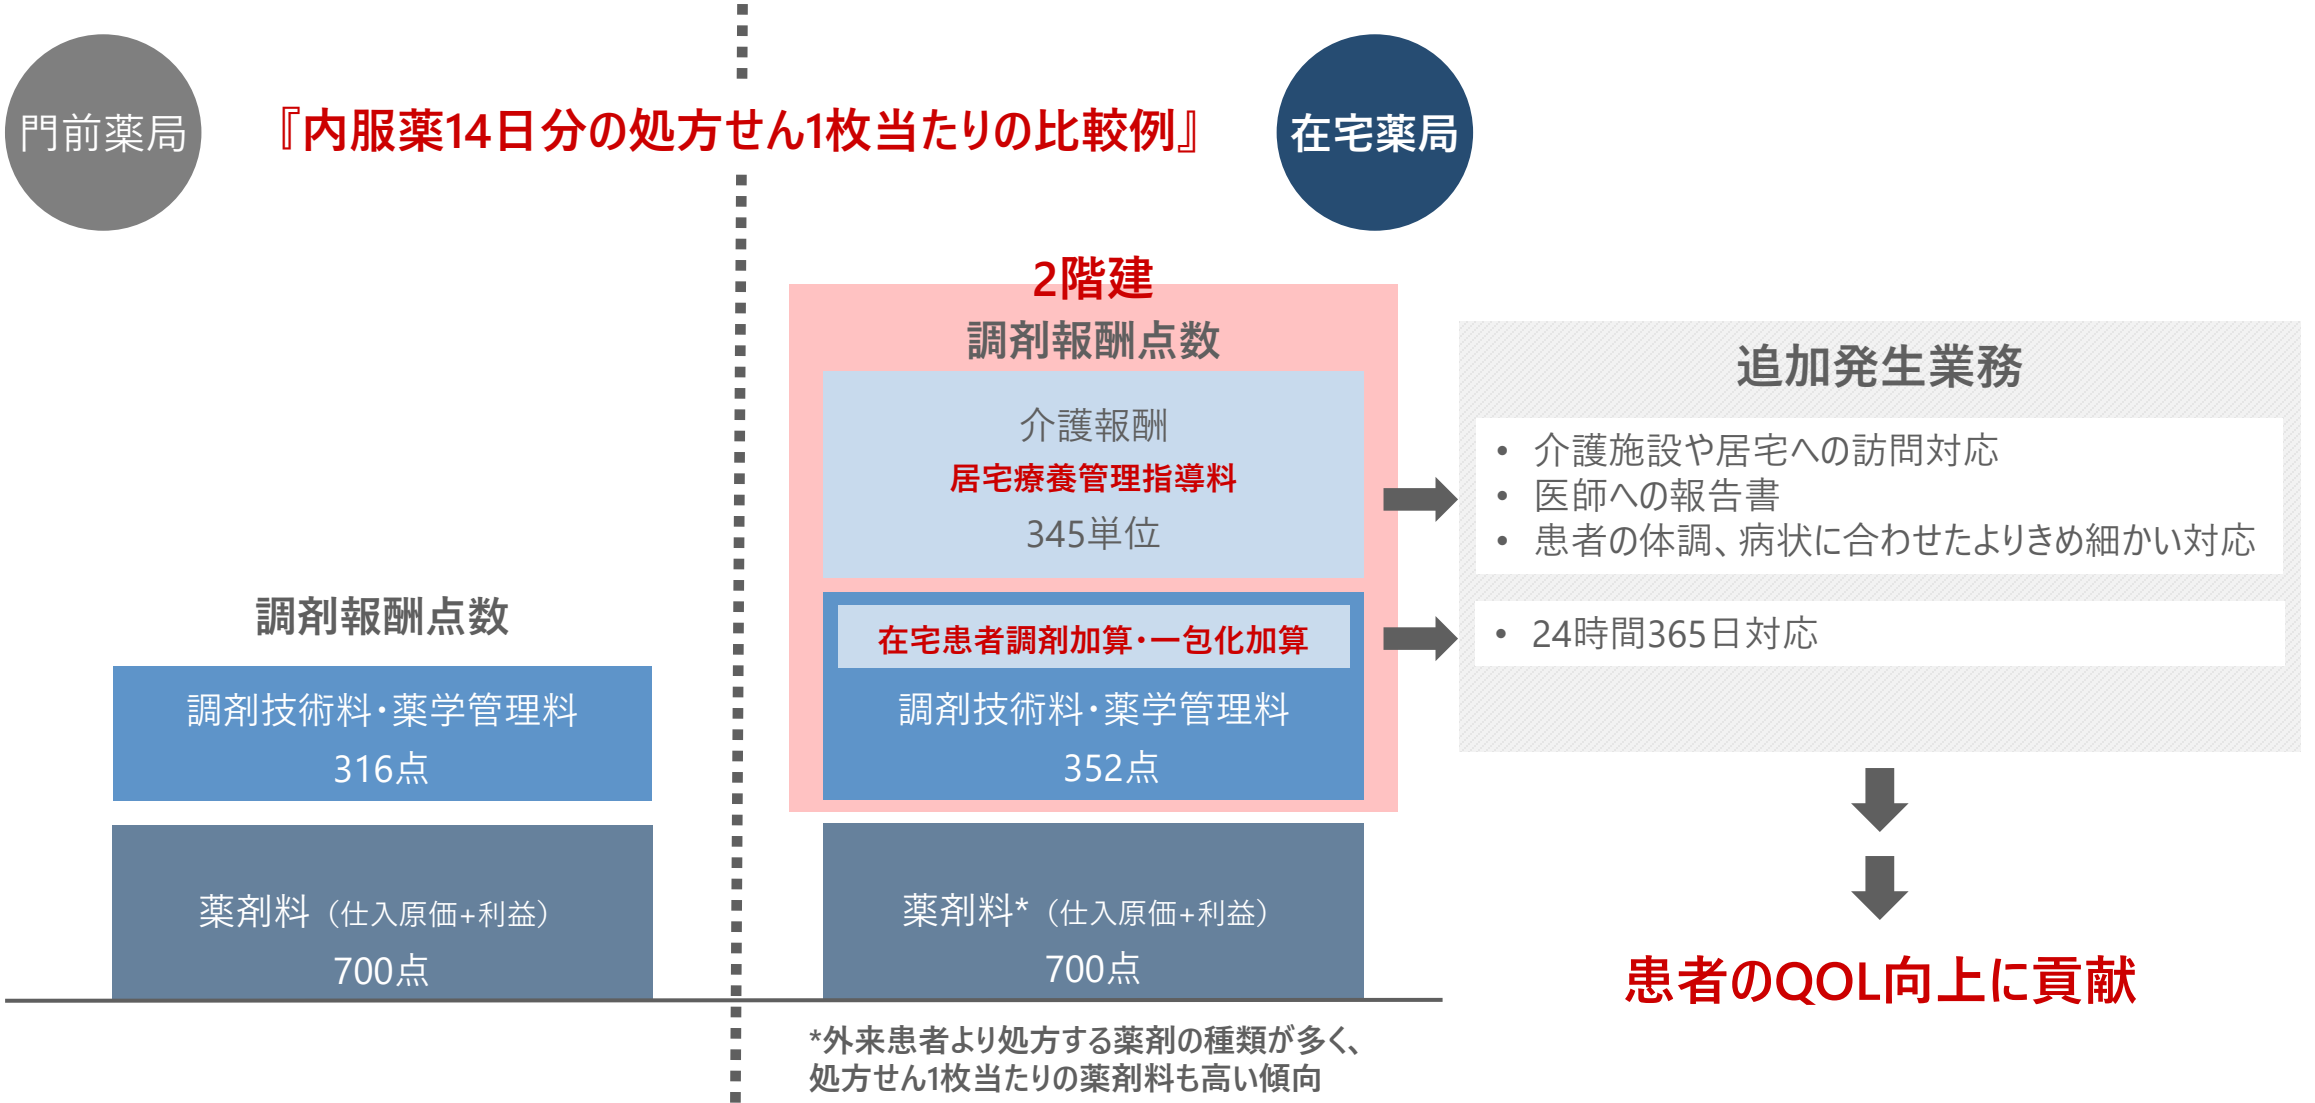 門前薬局
『内服薬14日分の処方せん1枚当たりの比較例』
在宅薬局
調剤報酬点数
調剤技術料・薬学管理料
316点
薬剤料（仕入原価+利益）
700点
2階建
調剤報酬点数
介護報酬
居宅療養管理指導料
345単位
在宅患者調剤加算・一包化加算
調剤技術料・薬学管理料
352点
薬剤料*（仕入原価+利益）
700点
*外来患者より処方する薬剤の種類が多く、
処方せん1枚当たりの薬剤料も高い傾向
追加発生業務
• 介護施設や居宅への訪問対応
• 医師への報告書
• 患者の体調、病状に合わせたよりきめ細かい対応
• 24時間365日対応
患者のQOL向上に貢献